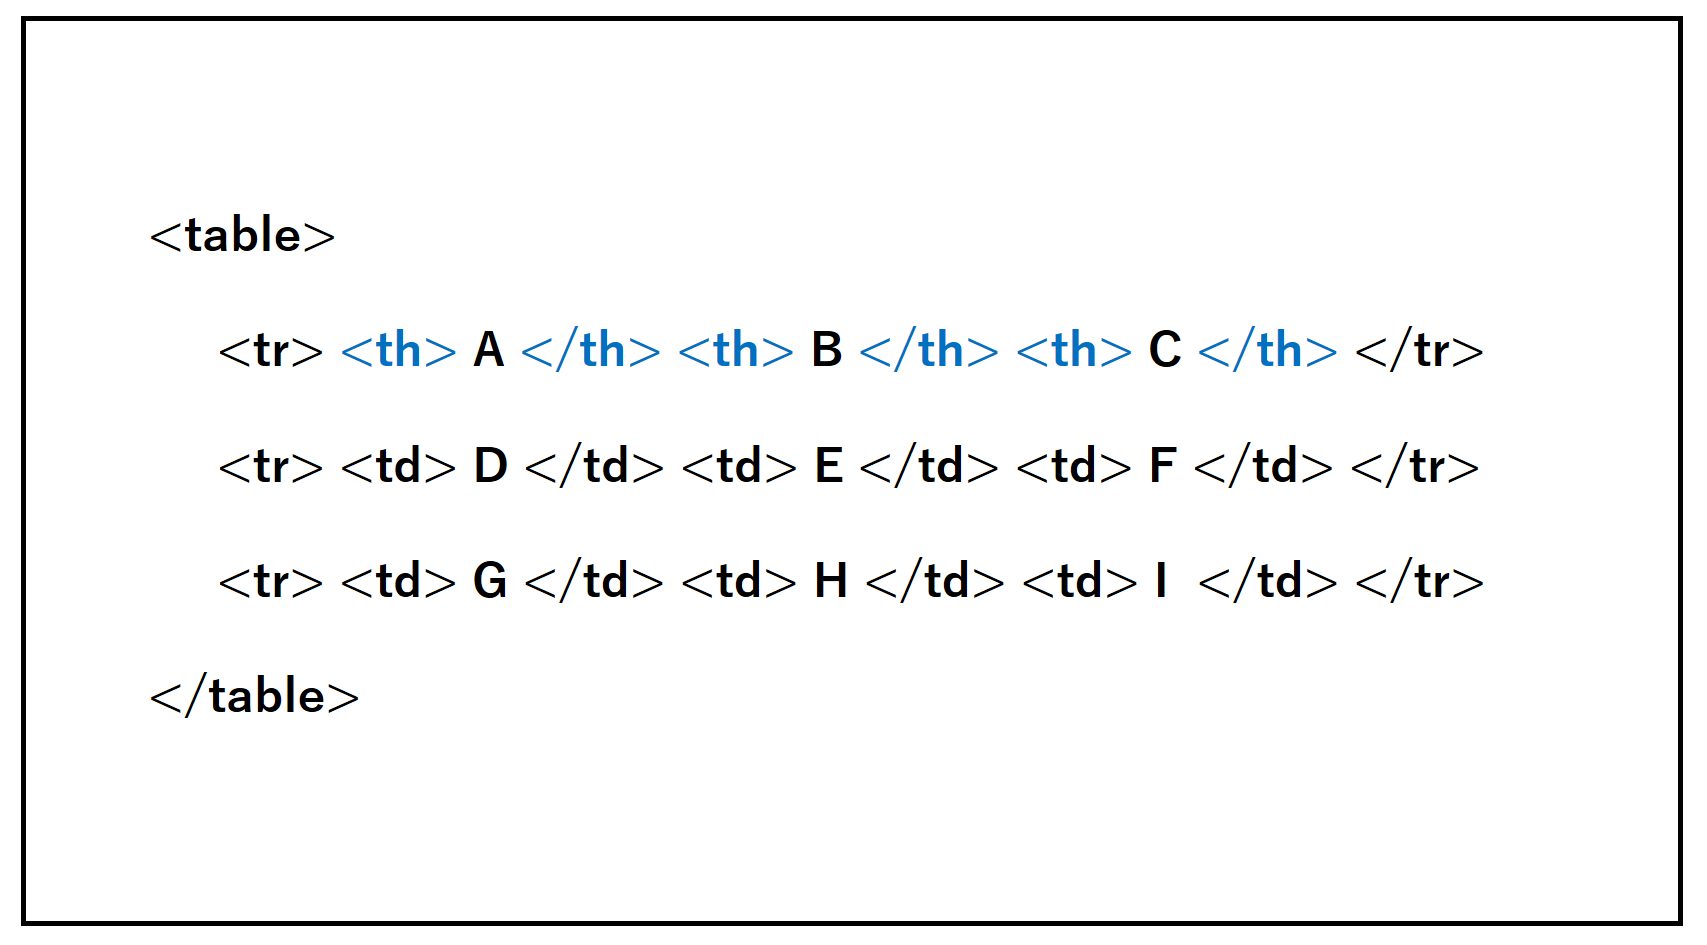 <table>
<tr> <th> A </th> <th> B </th> <th> C </th> </tr>
<tr> <td> D </td> <td> E </td> <td> F </td> </tr>
<tr> <td> G </td> <td> H </td> <td> I </td> </tr>
</table>